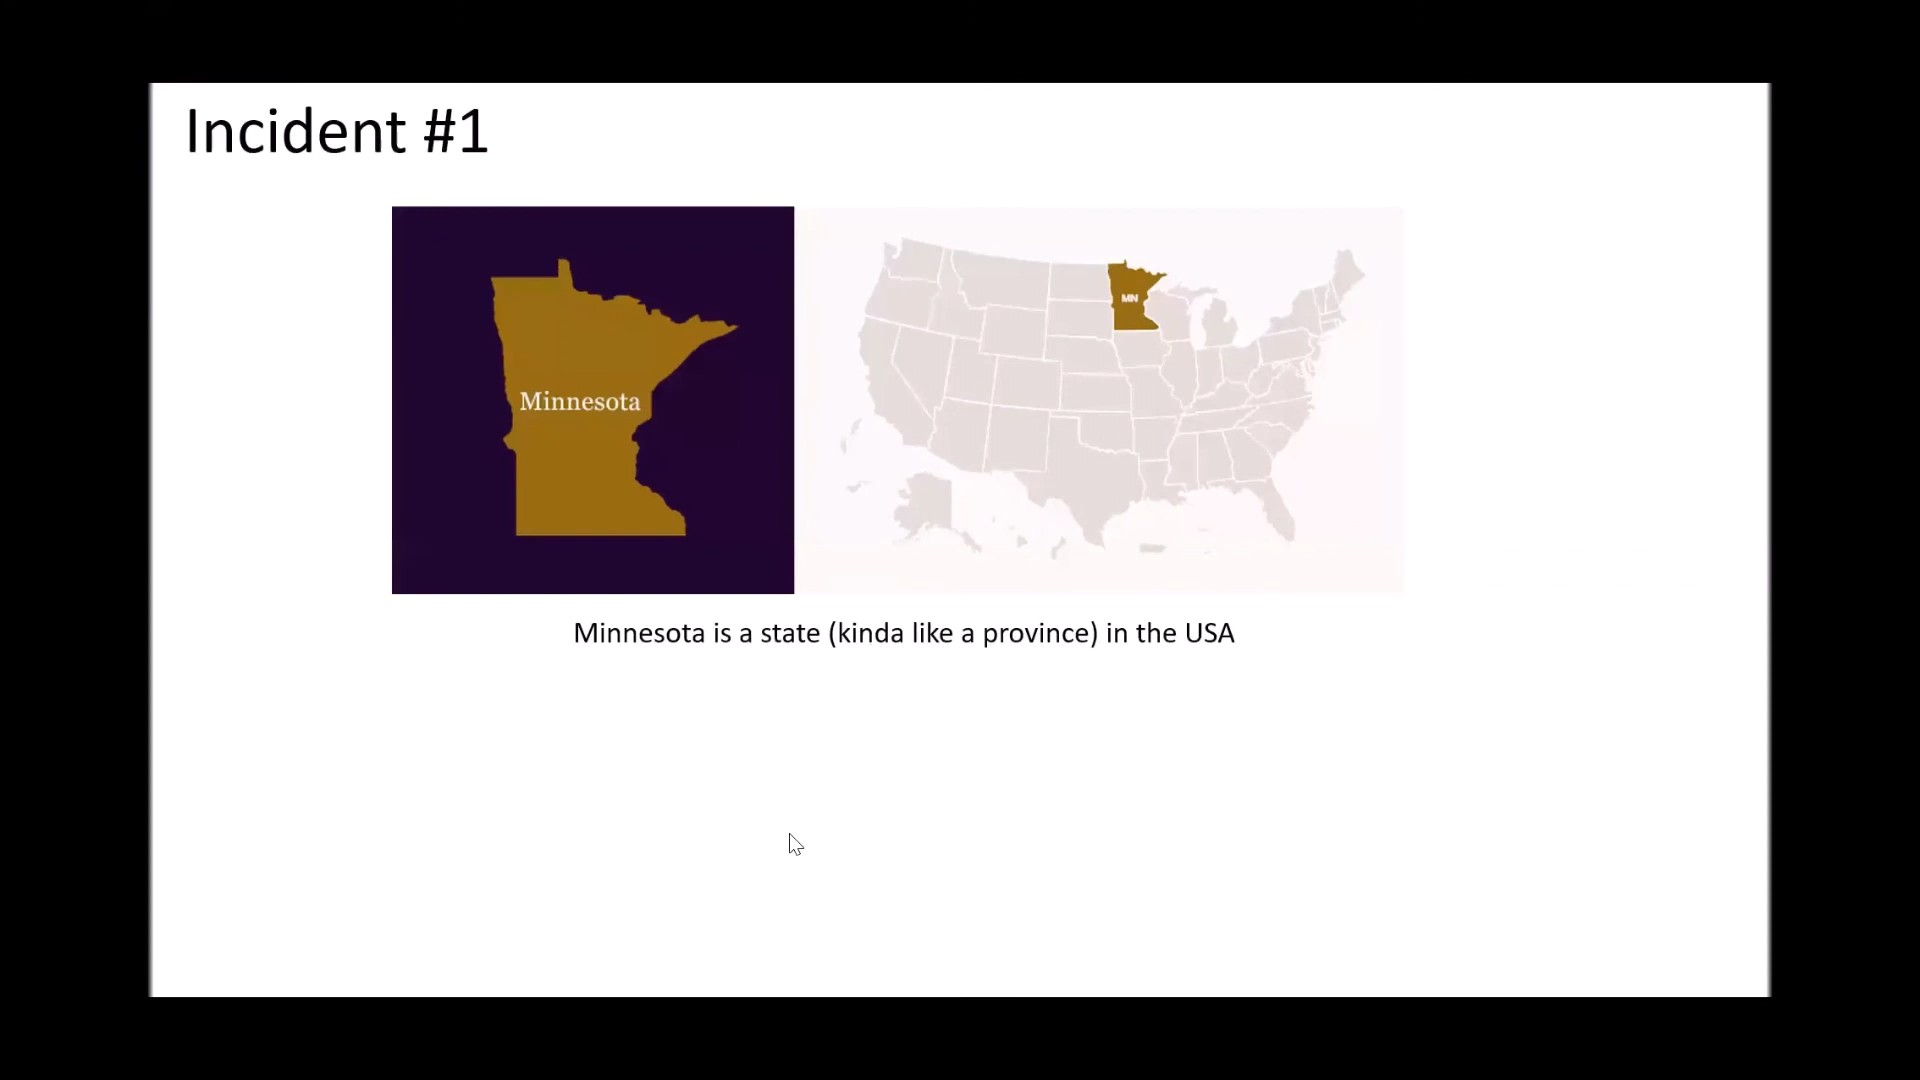 Incident #1
Minnesota
MN
Minnesota is a state (kinda like a province) in the USA